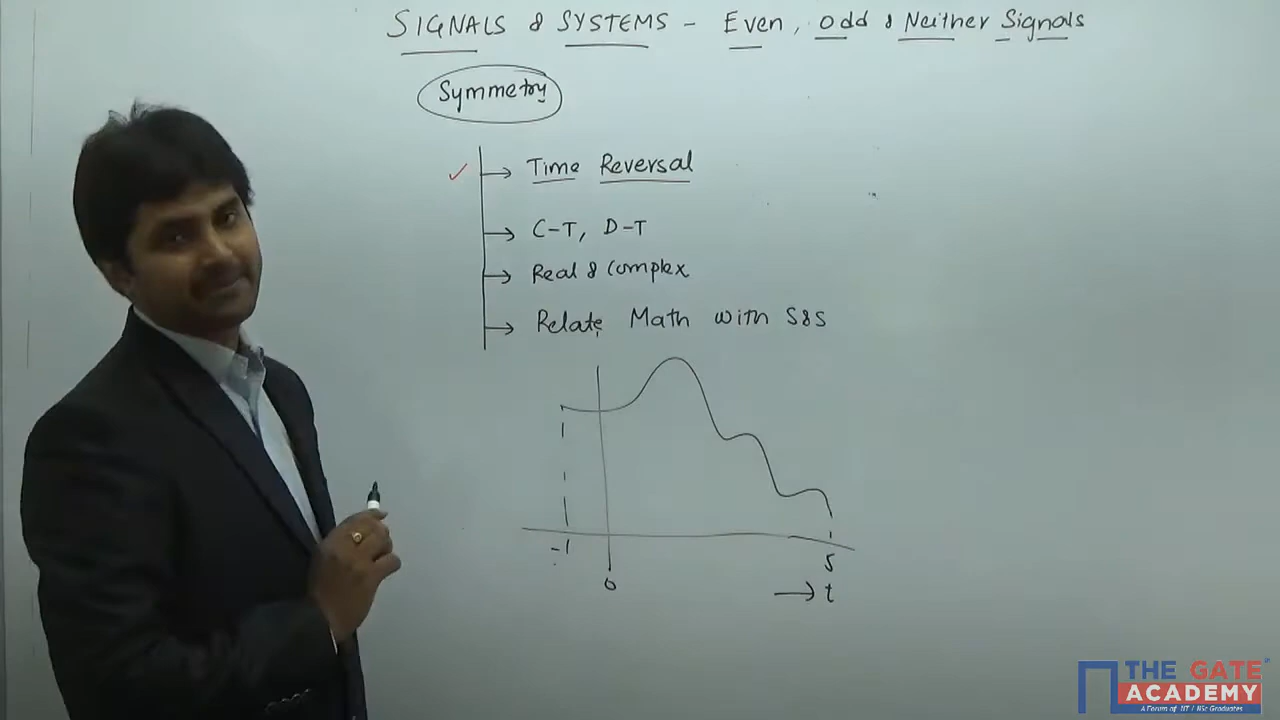 SIGNALS & SYSTEMS - Even, Odd & Neither Signals
Symmetry
✓ → Time Reversal
→ C-T, D-T
→ Real & Complex
→ Relate Math with S&S
-1
0
5
→ t
THE GATE
ACADEMY
A Forum of IIT / IISc Graduates